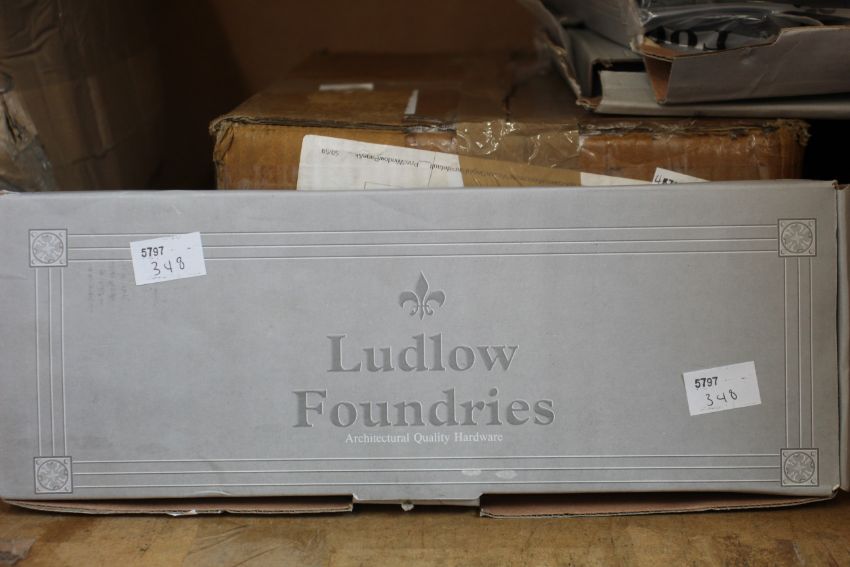 5797 - -
348
Ludlow
Foundries
Architectural Quality Hardware
5797 - -
348